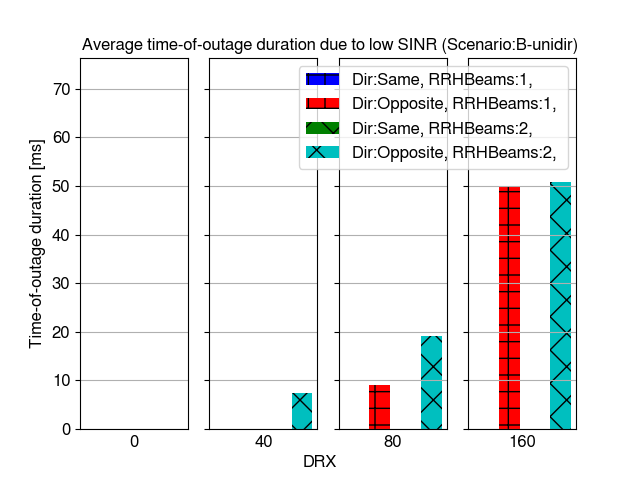 Average time-of-outage duration due to low SINR (Scenario:B-unidir)
Dir:Same, RRHBeams:1,
Dir:Opposite, RRHBeams:1,
Dir:Same, RRHBeams:2,
Dir:Opposite, RRHBeams:2,
Time-of-outage duration [ms]
70
60
50
40
30
20
10
0
0
40
80
160
DRX